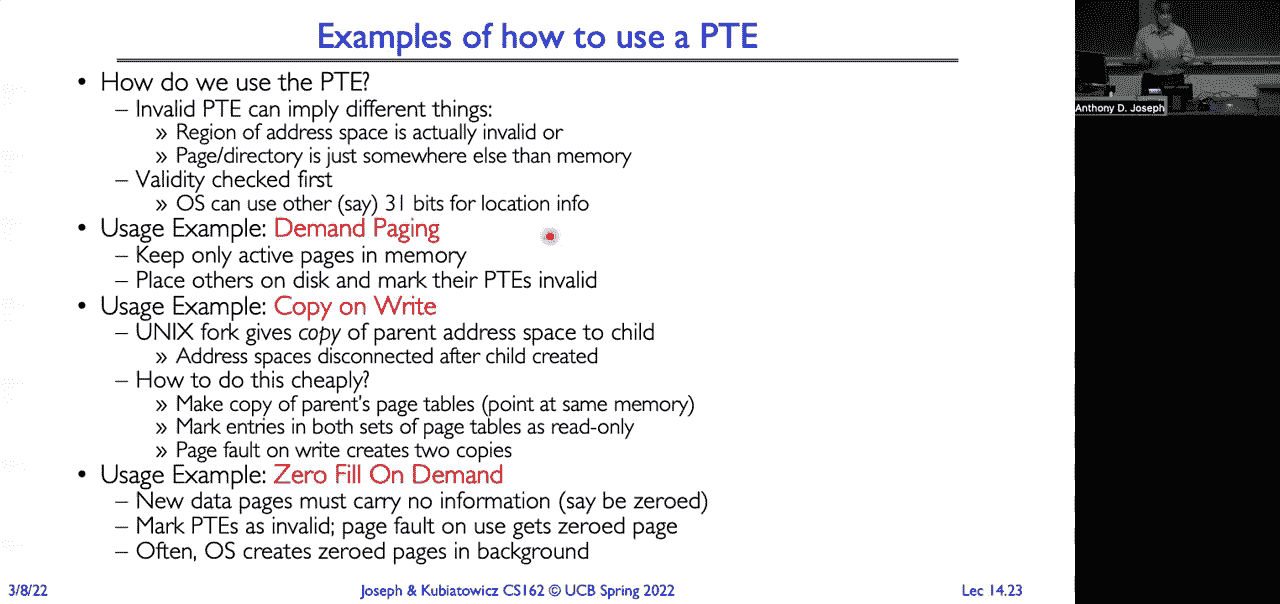 Examples of how to use a PTE
• How do we use the PTE?
– Invalid PTE can imply different things:
» Region of address space is actually invalid or
» Page/directory is just somewhere else than memory
– Validity checked first
» OS can use other (say) 31 bits for location info
• Usage Example: Demand Paging
– Keep only active pages in memory
– Place others on disk and mark their PTEs invalid
• Usage Example: Copy on Write
– UNIX fork gives copy of parent address space to child
» Address spaces disconnected after child created
– How to do this cheaply?
» Make copy of parent's page tables (point at same memory)
» Mark entries in both sets of page tables as read-only
» Page fault on write creates two copies
• Usage Example: Zero Fill On Demand
– New data pages must carry no information (say be zeroed)
– Mark PTEs as invalid; page fault on use gets zeroed page
– Often, OS creates zeroed pages in background
3/8/22 Joseph & Kubiatowicz CS162 © UCB Spring 2022 Lec 14.23
Anthony D. Joseph